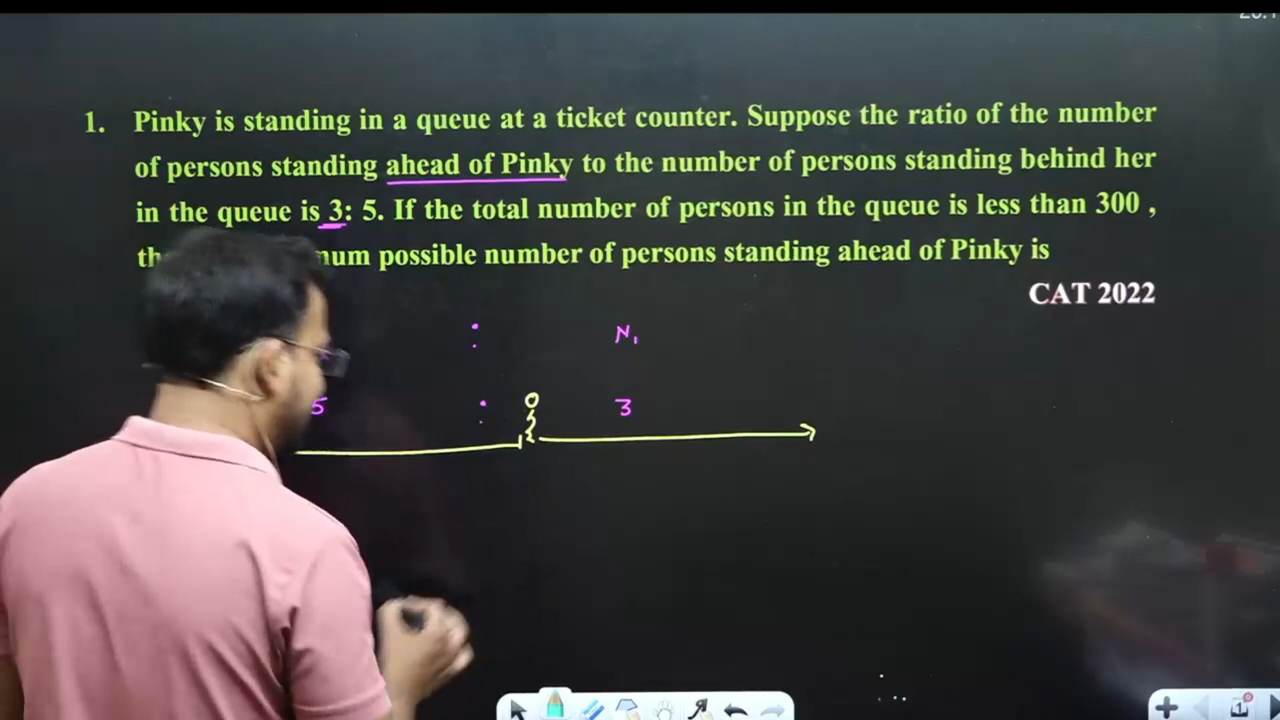 1. Pinky is standing in a queue at a ticket counter. Suppose the ratio of the number
of persons standing ahead of Pinky to the number of persons standing behind her
in the queue is 3: 5. If the total number of persons in the queue is less than 300 ,
possible number of persons standing ahead of Pinky is
CAT 2022
: N₁
5 : 3
1